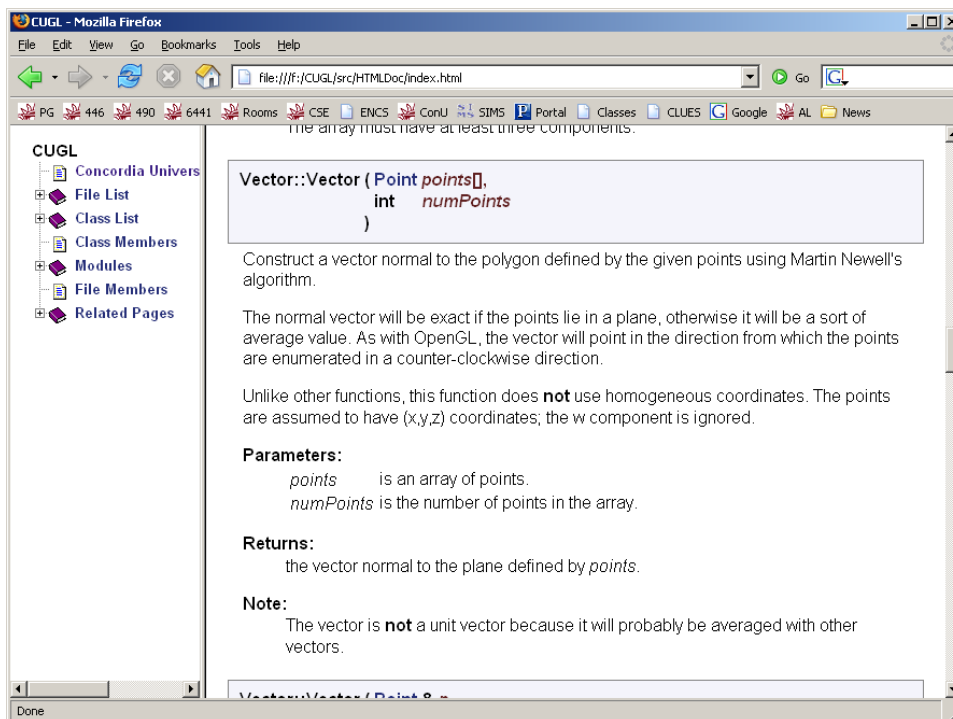 CUGL - Mozilla Firefox
File Edit View Go Bookmarks Tools Help
file:///f:/CUGL/src/HTMLDoc/index.html
Go
PG 446 490 6441 Rooms CSE ENCS ConU SIMS Portal Classes CLUES Google AL News
CUGL
Concordia Univers
File List
Class List
Class Members
Modules
File Members
Related Pages
The array must have at least three components.
Vector::Vector ( Point points[],
int numPoints
)
Construct a vector normal to the polygon defined by the given points using Martin Newell's
algorithm.
The normal vector will be exact if the points lie in a plane, otherwise it will be a sort of
average value. As with OpenGL, the vector will point in the direction from which the points
are enumerated in a counter-clockwise direction.
Unlike other functions, this function does not use homogeneous coordinates. The points
are assumed to have (x,y,z) coordinates; the w component is ignored.
Parameters:
points is an array of points.
numPoints is the number of points in the array.
Returns:
the vector normal to the plane defined by points.
Note:
The vector is not a unit vector because it will probably be averaged with other
vectors.
Vector::Vector ( Point & p,
Done